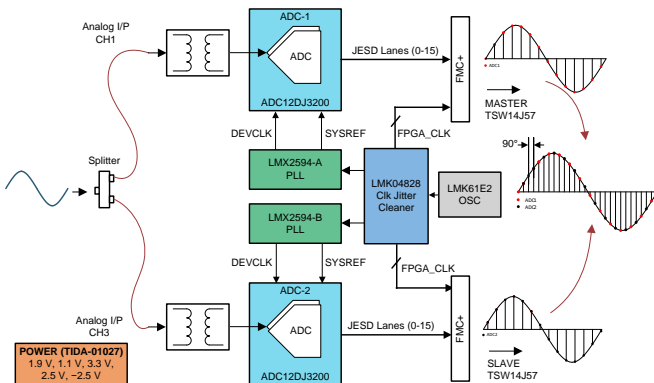 Analog I/P
CH1
ADC-1
ADC
ADC12DJ3200
JESD Lanes (0-15)
FMC+
ADC1
MASTER
TSW14J57
DEVCLK
SYSREF
FPGA_CLK
Splitter
LMX2594-A
PLL
LMK04828
Clk Jitter
Cleaner
LMK61E2
OSC
90°
ADC1
ADC2
LMX2594-B
PLL
DEVCLK
SYSREF
FPGA_CLK
ADC-2
ADC
ADC12DJ3200
JESD Lanes (0-15)
FMC+
Analog I/P
CH3
ADC2
SLAVE
TSW14J57
POWER (TIDA-01027)
1.9 V, 1.1 V, 3.3 V,
2.5 V, −2.5 V